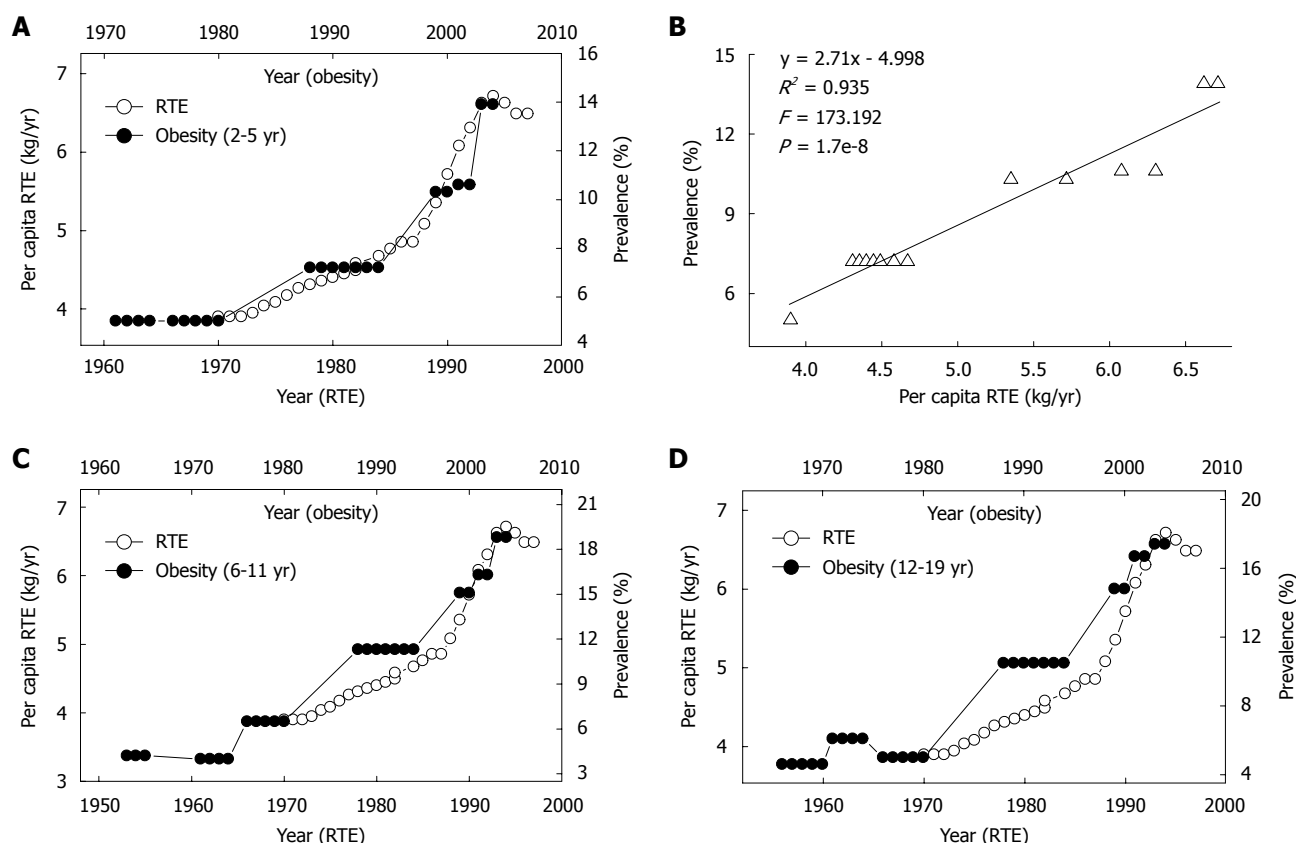 A
1970 1980 1990 2000 2010
Year (obesity)
RTE
Obesity (2-5 yr)
Per capita RTE (kg/yr)
7
6
5
4
Prevalence (%)
16
14
12
10
8
6
4
1960 1970 1980 1990 2000
Year (RTE)
B
y = 2.71x - 4.998
R² = 0.935
F = 173.192
P = 1.7e-8
Prevalence (%)
15
12
9
6
4.0 4.5 5.0 5.5 6.0 6.5
Per capita RTE (kg/yr)
C
1960 1970 1980 1990 2000 2010
Year (obesity)
RTE
Obesity (6-11 yr)
Per capita RTE (kg/yr)
7
6
5
4
3
Prevalence (%)
21
18
15
12
9
6
3
1950 1960 1970 1980 1990 2000
Year (RTE)
D
1970 1980 1990 2000 2010
Year (obesity)
RTE
Obesity (12-19 yr)
Per capita RTE (kg/yr)
7
6
5
4
Prevalence (%)
20
16
12
8
4
1960 1970 1980 1990 2000
Year (RTE)